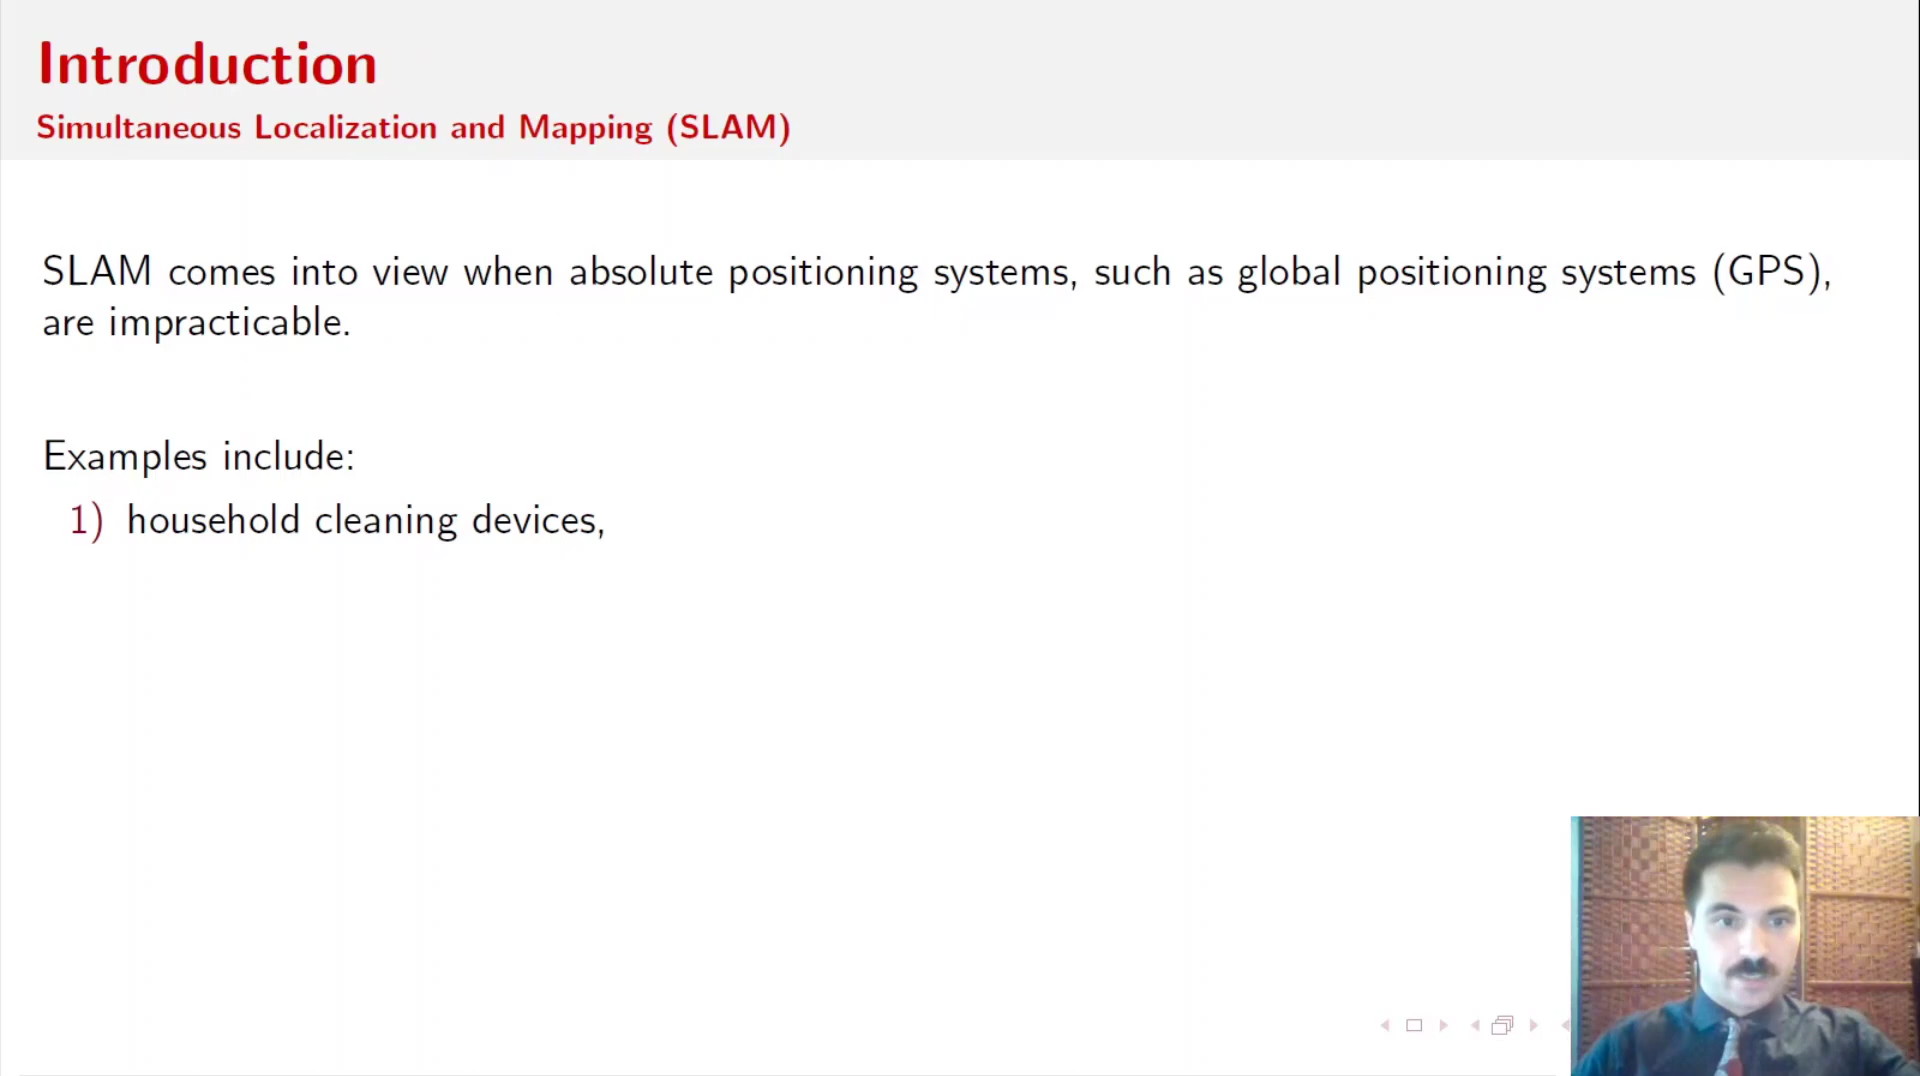 Introduction
Simultaneous Localization and Mapping (SLAM)
SLAM comes into view when absolute positioning systems, such as global positioning systems (GPS),
are impracticable.
Examples include:
1) household cleaning devices,